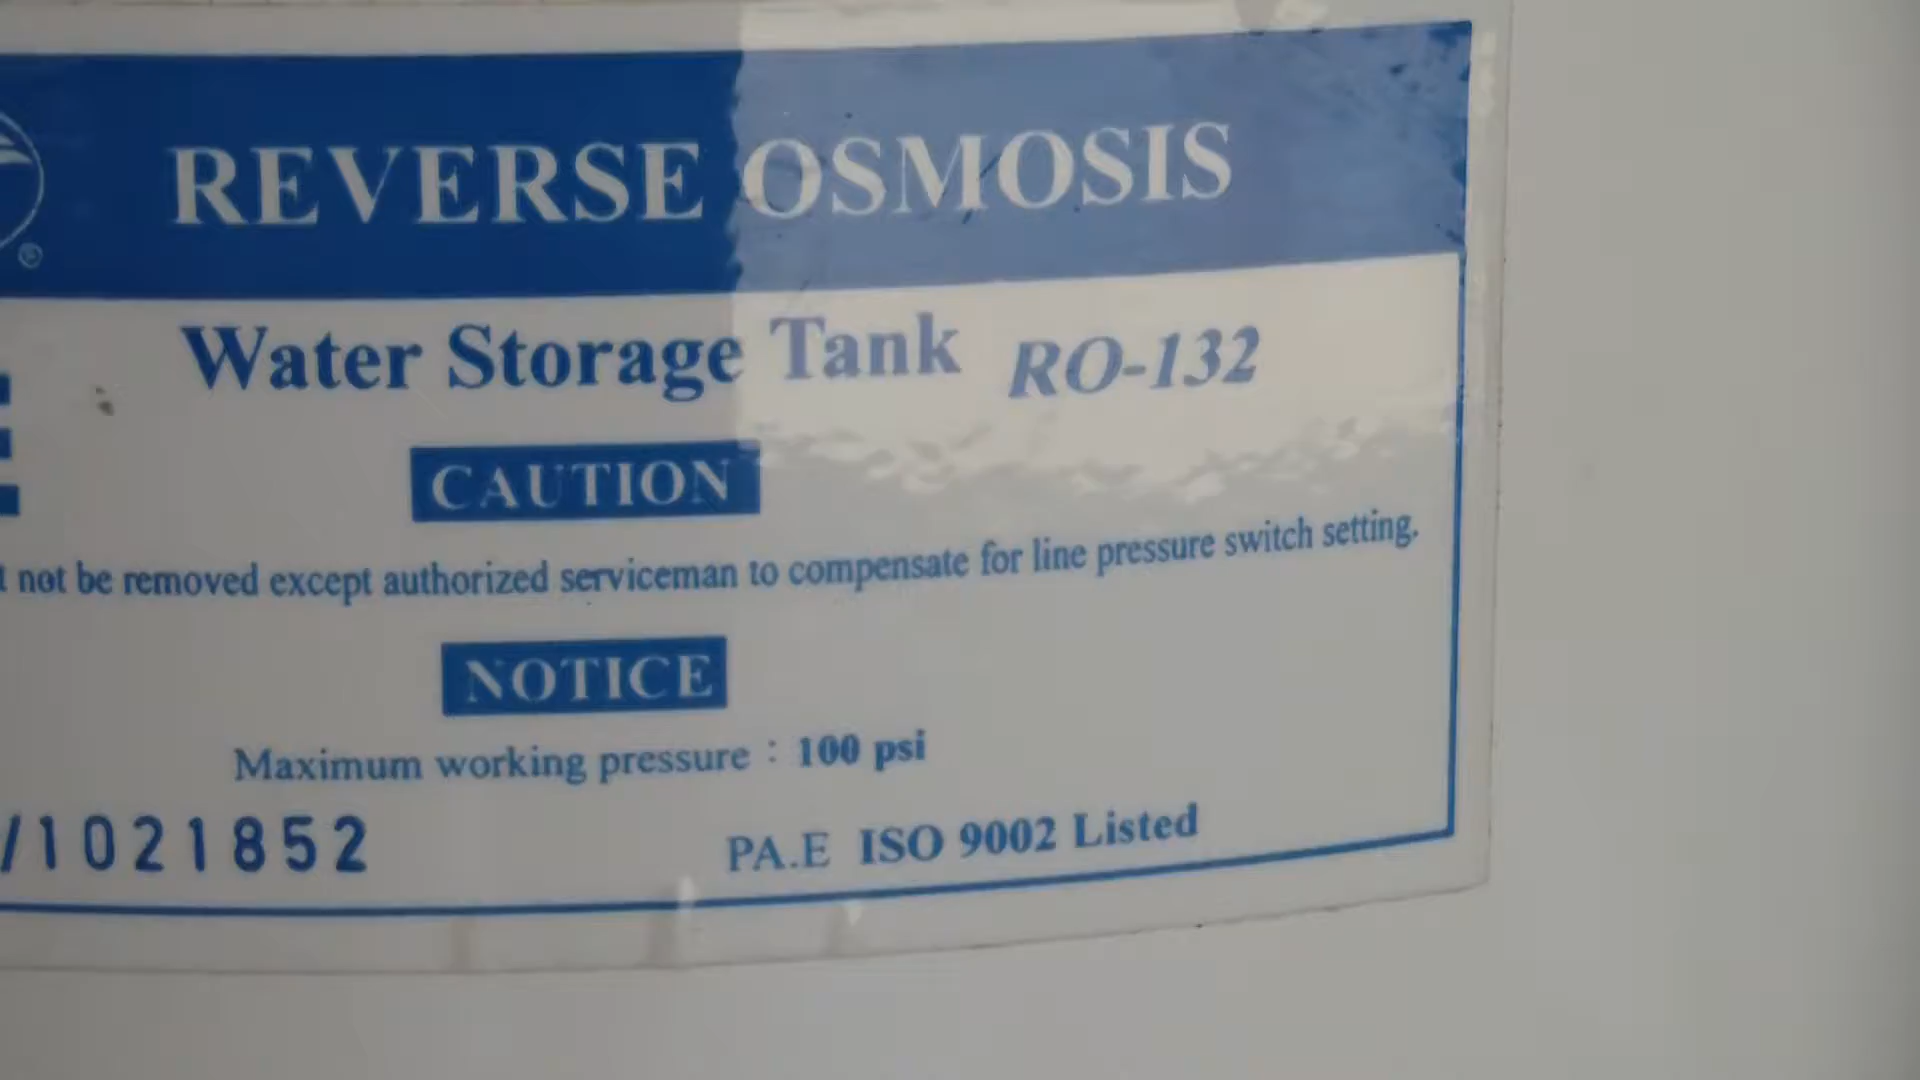 ®
REVERSE OSMOSIS
Water Storage Tank RO-132
CAUTION
not be removed except authorized serviceman to compensate for line pressure switch setting.
NOTICE
Maximum working pressure : 100 psi
/1021852
PA.E ISO 9002 Listed